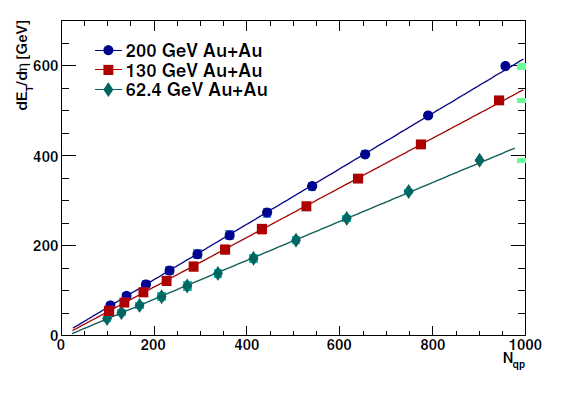 dE_T/dη [GeV]
200 GeV Au+Au
130 GeV Au+Au
62.4 GeV Au+Au
600
400
200
0
0 200 400 600 800 1000
N_qp